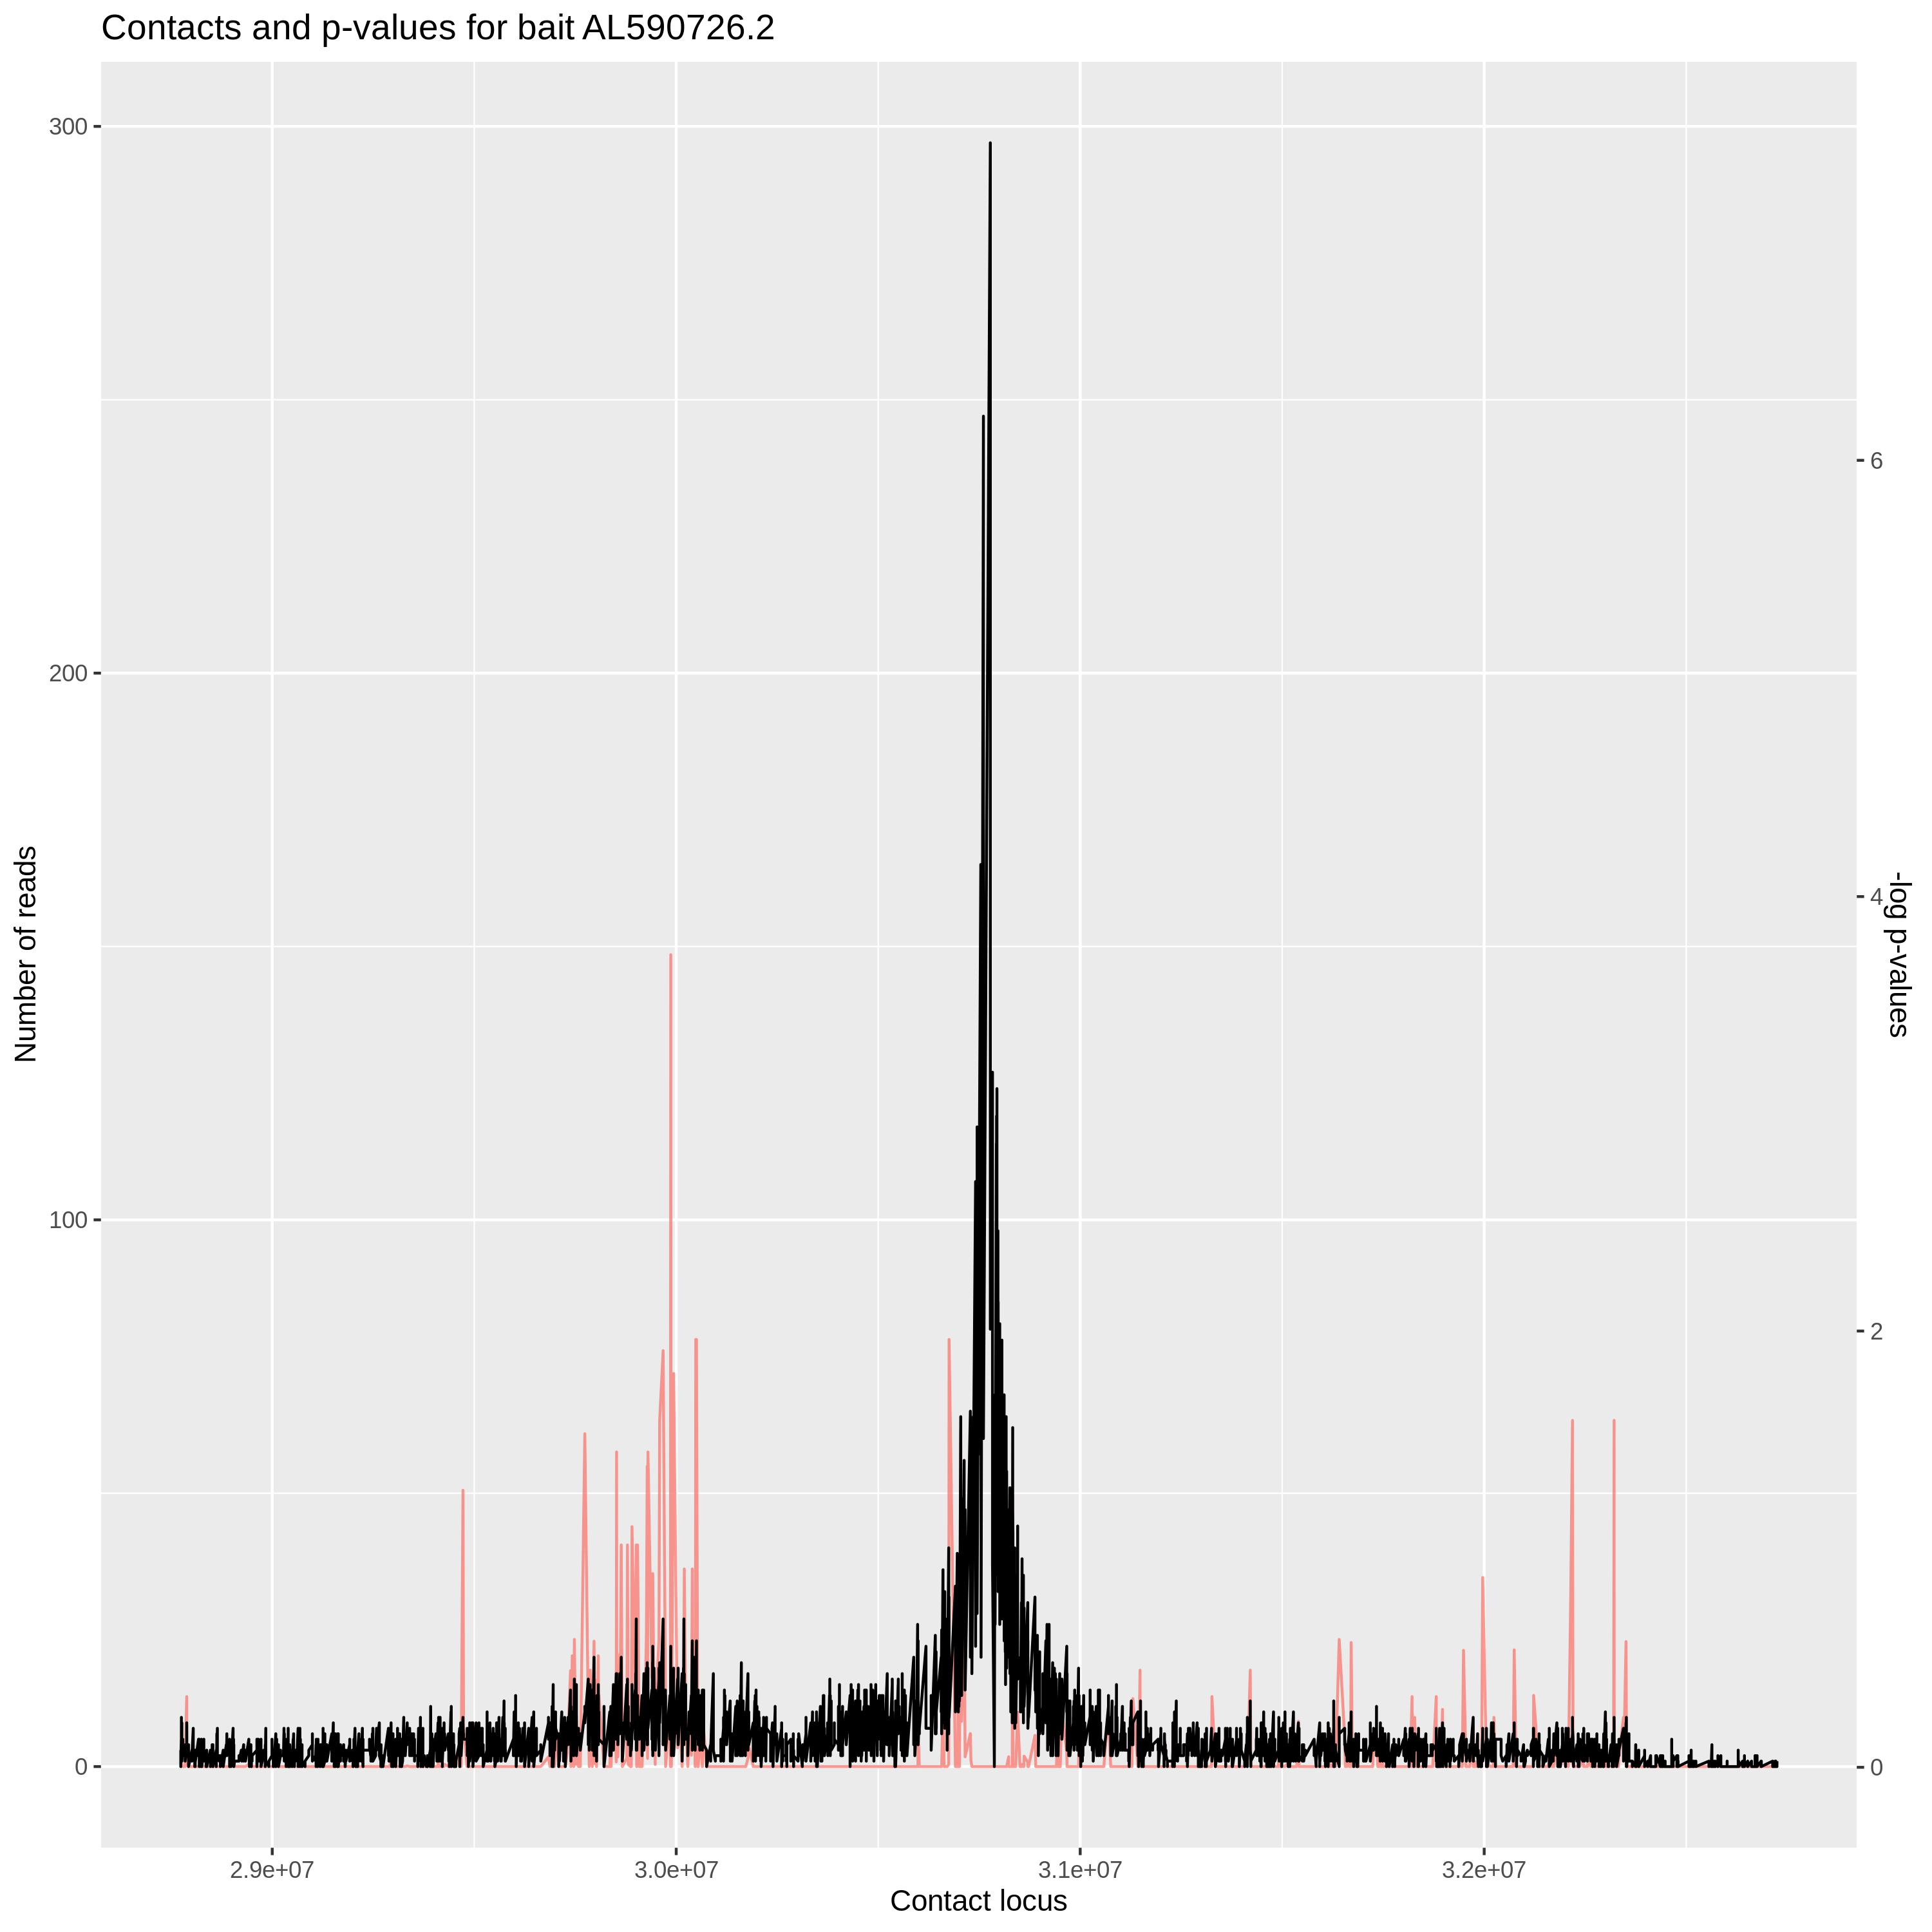 Contacts and p-values for bait AL590726.2
300
200
100
0
Number of reads
6
4
2
0
-log p-values
2.9e+07
3.0e+07
3.1e+07
3.2e+07
Contact locus